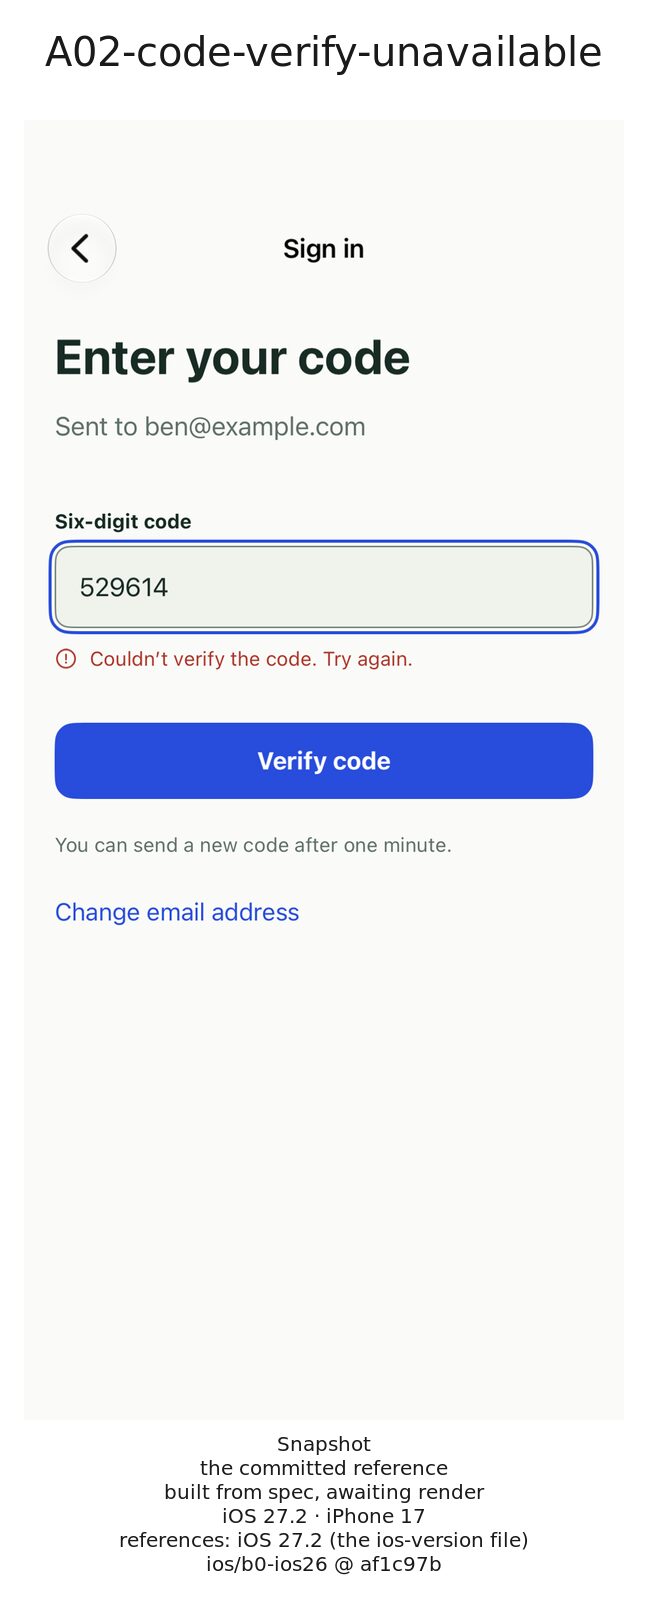 A02-code-verify-unavailable
Sign in
Enter your code
Sent to ben@example.com
Six-digit code
529614
Couldn’t verify the code. Try again.
Verify code
You can send a new code after one minute.
Change email address
Snapshot
the committed reference
built from spec, awaiting render
iOS 27.2 · iPhone 17
references: iOS 27.2 (the ios-version file)
ios/b0-ios26 @ af1c97b